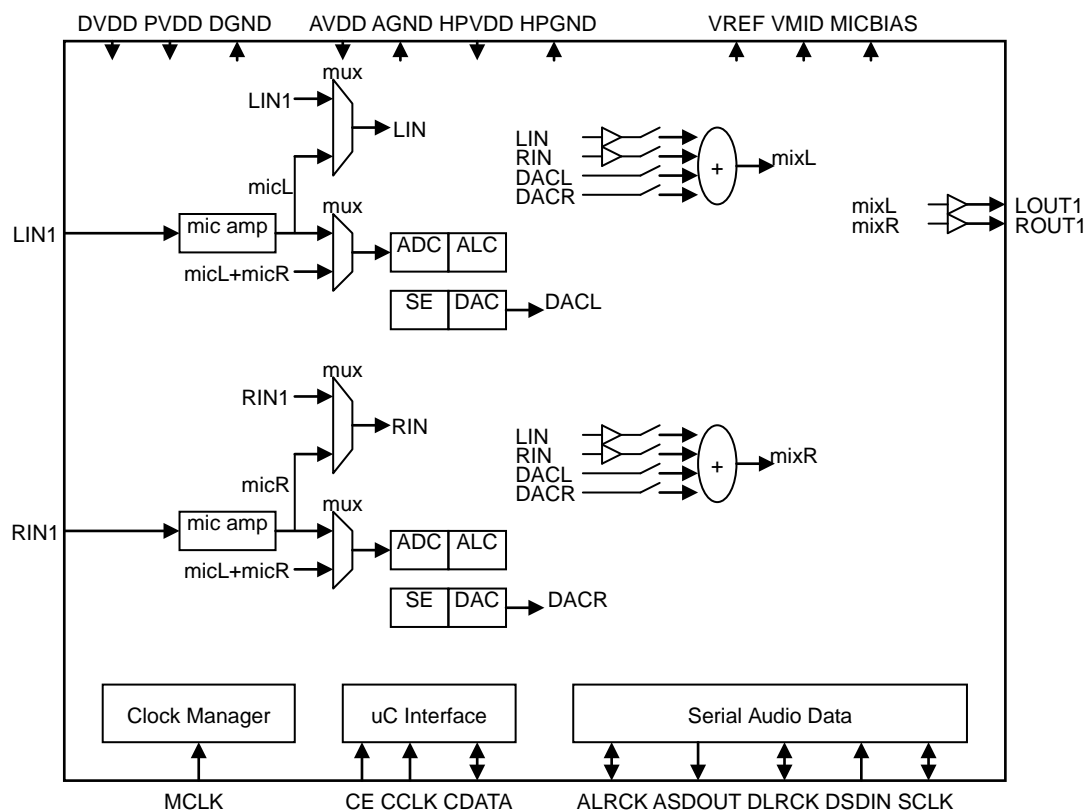 DVDD PVDD DGND AVDD AGND HPVDD HPGND VREF VMID MICBIAS
mux
LIN1
LIN
micL
mux
LIN1
mic amp
micL+micR
ADC ALC
SE DAC
DACL
LIN
RIN
DACL
DACR
+
mixL
mixL
mixR
LOUT1
ROUT1
mux
RIN1
RIN
micR
mux
RIN1
mic amp
micL+micR
ADC ALC
SE DAC
DACR
LIN
RIN
DACL
DACR
+
mixR
Clock Manager
uC Interface
Serial Audio Data
MCLK
CE CCLK CDATA
ALRCK ASDOUT DLRCK DSDIN SCLK